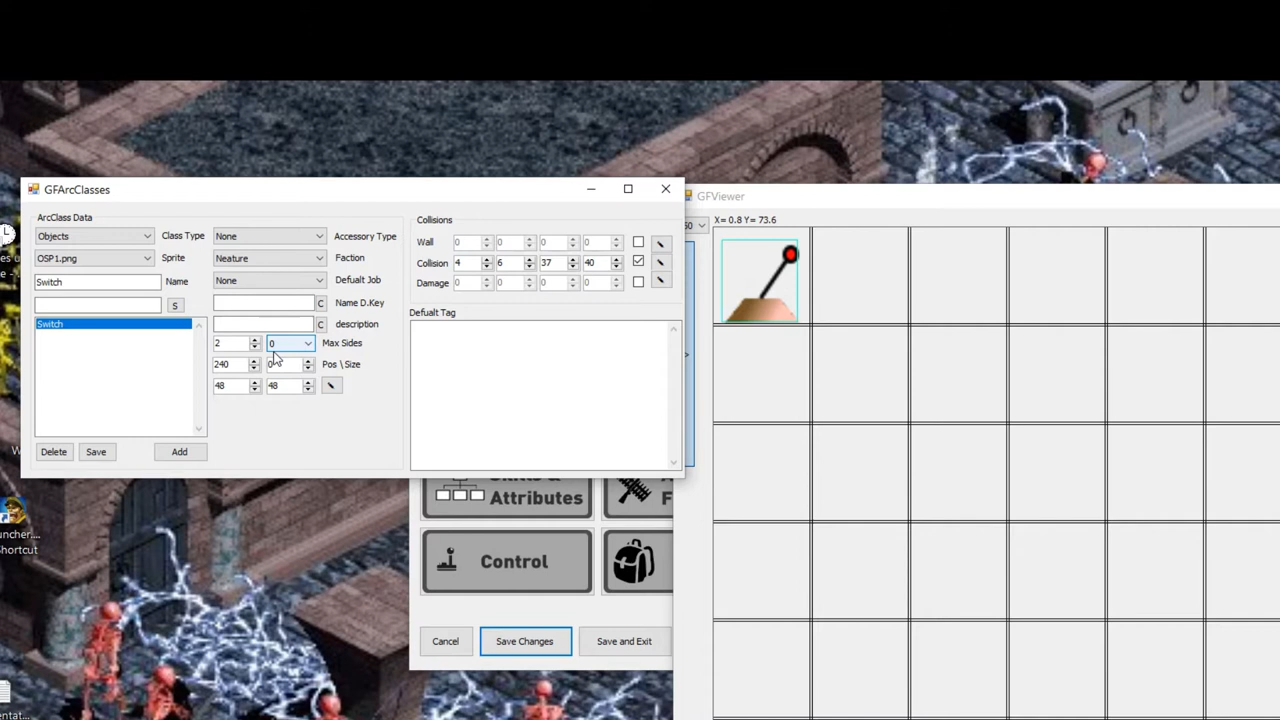 GFArcClasses
ArcClass Data
Objects Class Type None Accessory Type
OSP1.png Sprite Neature Faction
Switch Name None Defualt Job
C Name D.Key
S
Switch C description
2 0 Max Sides
240 0 Pos \Size
48 48
Delete Save Add
Collisions
Wall 0 0 0 0
Collision 4 6 37 40
Damage 0 0 0 0
Defualt Tag
GFViewer
X= 0.8 Y= 73.6
& Attributes
Control
Cancel Save Changes Save and Exit
Shortcut